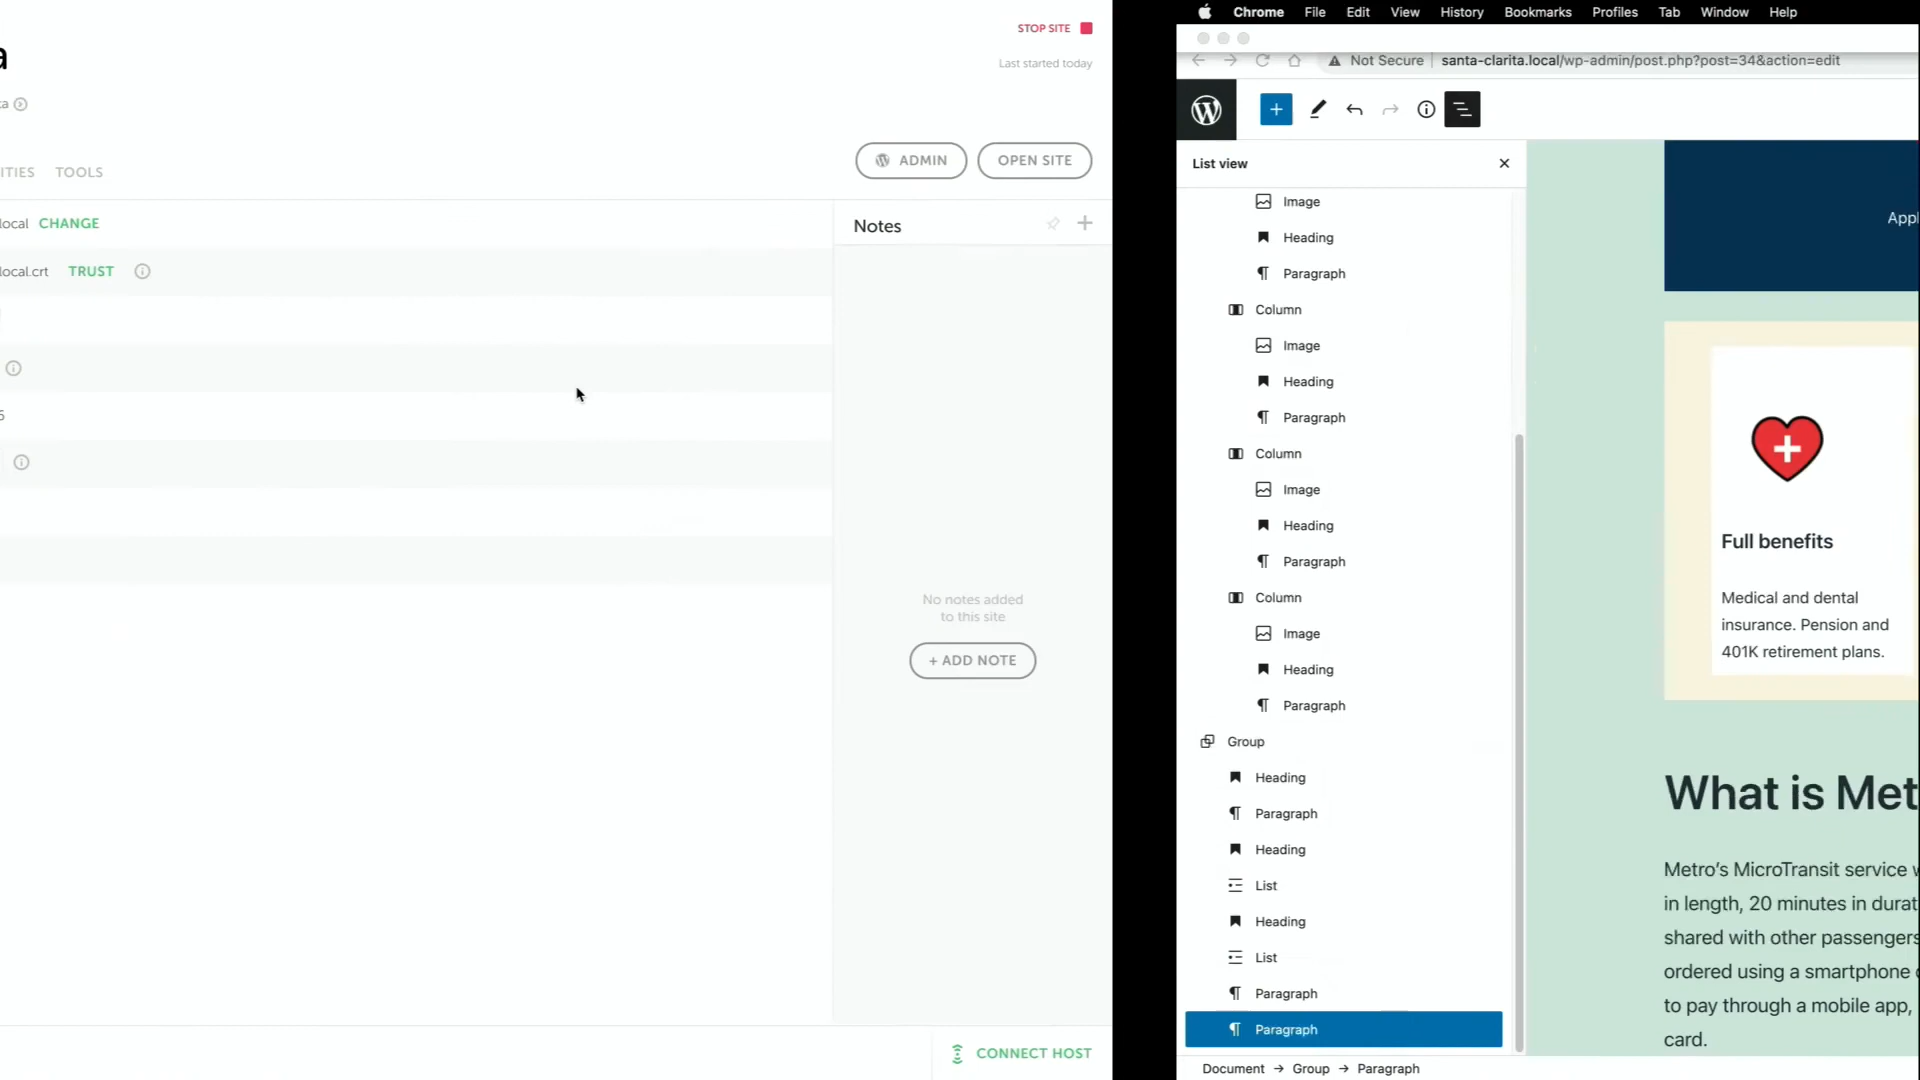 STOP SITE
Last started today
a
ta
ADMIN
OPEN SITE
ITIES
TOOLS
local CHANGE
Notes
local.crt TRUST
No notes added
to this site
+ ADD NOTE
CONNECT HOST
Chrome File Edit View History Bookmarks Profiles Tab Window Help
Not Secure santa-clarita.local/wp-admin/post.php?post=34&action=edit
List view
Image
Heading
Paragraph
Column
Image
Heading
Paragraph
Column
Image
Heading
Paragraph
Column
Image
Heading
Paragraph
Group
Heading
Paragraph
Heading
List
Heading
List
Paragraph
Paragraph
Document → Group → Paragraph
Appl
Full benefits
Medical and dental
insurance. Pension and
401K retirement plans.
What is Met
Metro's MicroTransit service w
in length, 20 minutes in durat
shared with other passengers
ordered using a smartphone
to pay through a mobile app,
card.